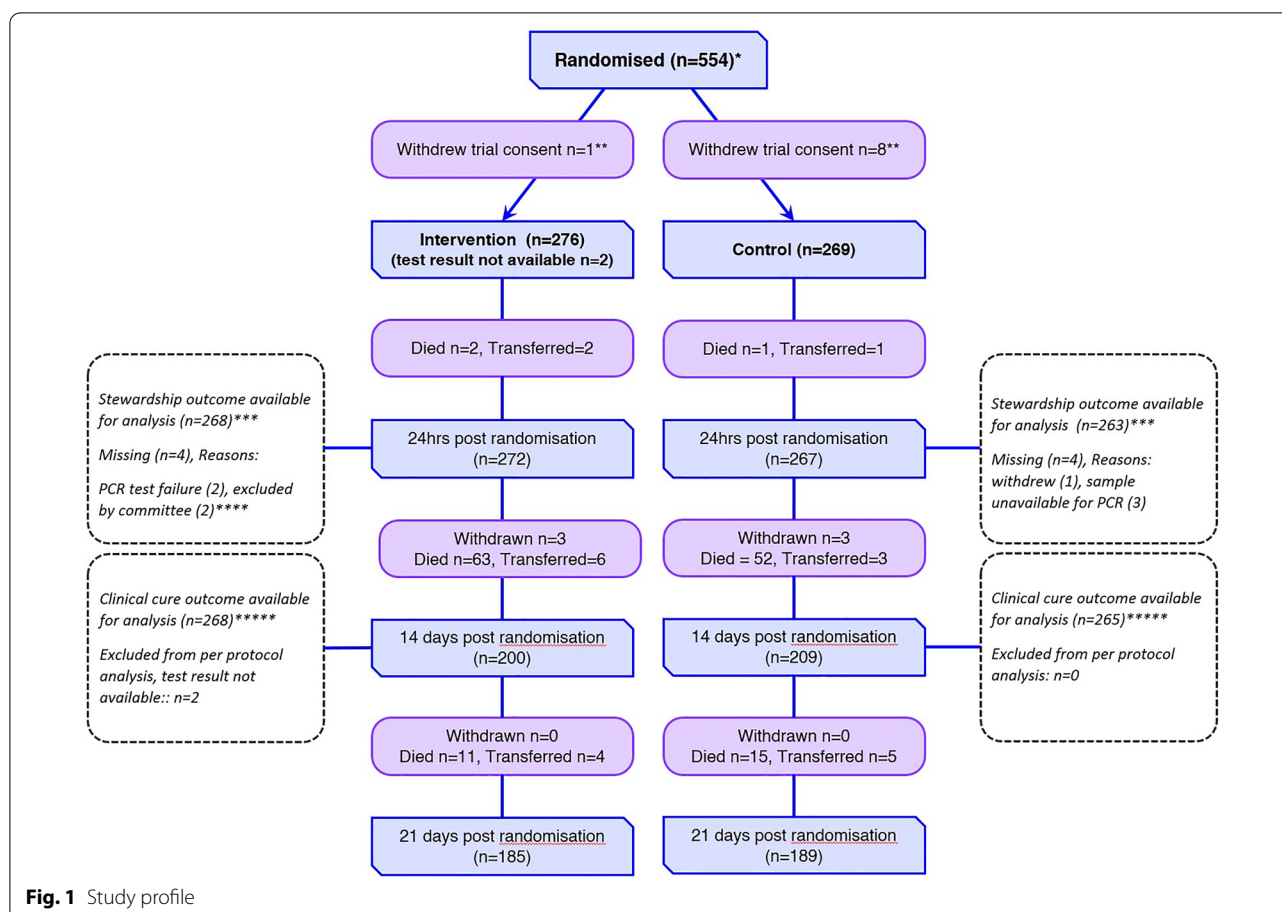 Randomised (n=554)*
Withdrew trial consent n=1**
Withdrew trial consent n=8**
Intervention (n=276)
(test result not available n=2)
Control (n=269)
Died n=2, Transferred=2
Died n=1, Transferred=1
Stewardship outcome available
for analysis (n=268)***
Missing (n=4), Reasons:
PCR test failure (2), excluded
by committee (2)****
24hrs post randomisation
(n=272)
24hrs post randomisation
(n=267)
Stewardship outcome available
for analysis (n=263)***
Missing (n=4), Reasons:
withdrew (1), sample
unavailable for PCR (3)
Withdrawn n=3
Died n=63, Transferred=6
Withdrawn n=3
Died = 52, Transferred=3
Clinical cure outcome available
for analysis (n=268)*****
Excluded from per protocol
analysis, test result not
available:: n=2
14 days post randomisation
(n=200)
14 days post randomisation
(n=209)
Clinical cure outcome available
for analysis (n=265)*****
Excluded from per protocol
analysis: n=0
Withdrawn n=0
Died n=11, Transferred n=4
Withdrawn n=0
Died n=15, Transferred n=5
21 days post randomisation
(n=185)
21 days post randomisation
(n=189)
Fig. 1 Study profile